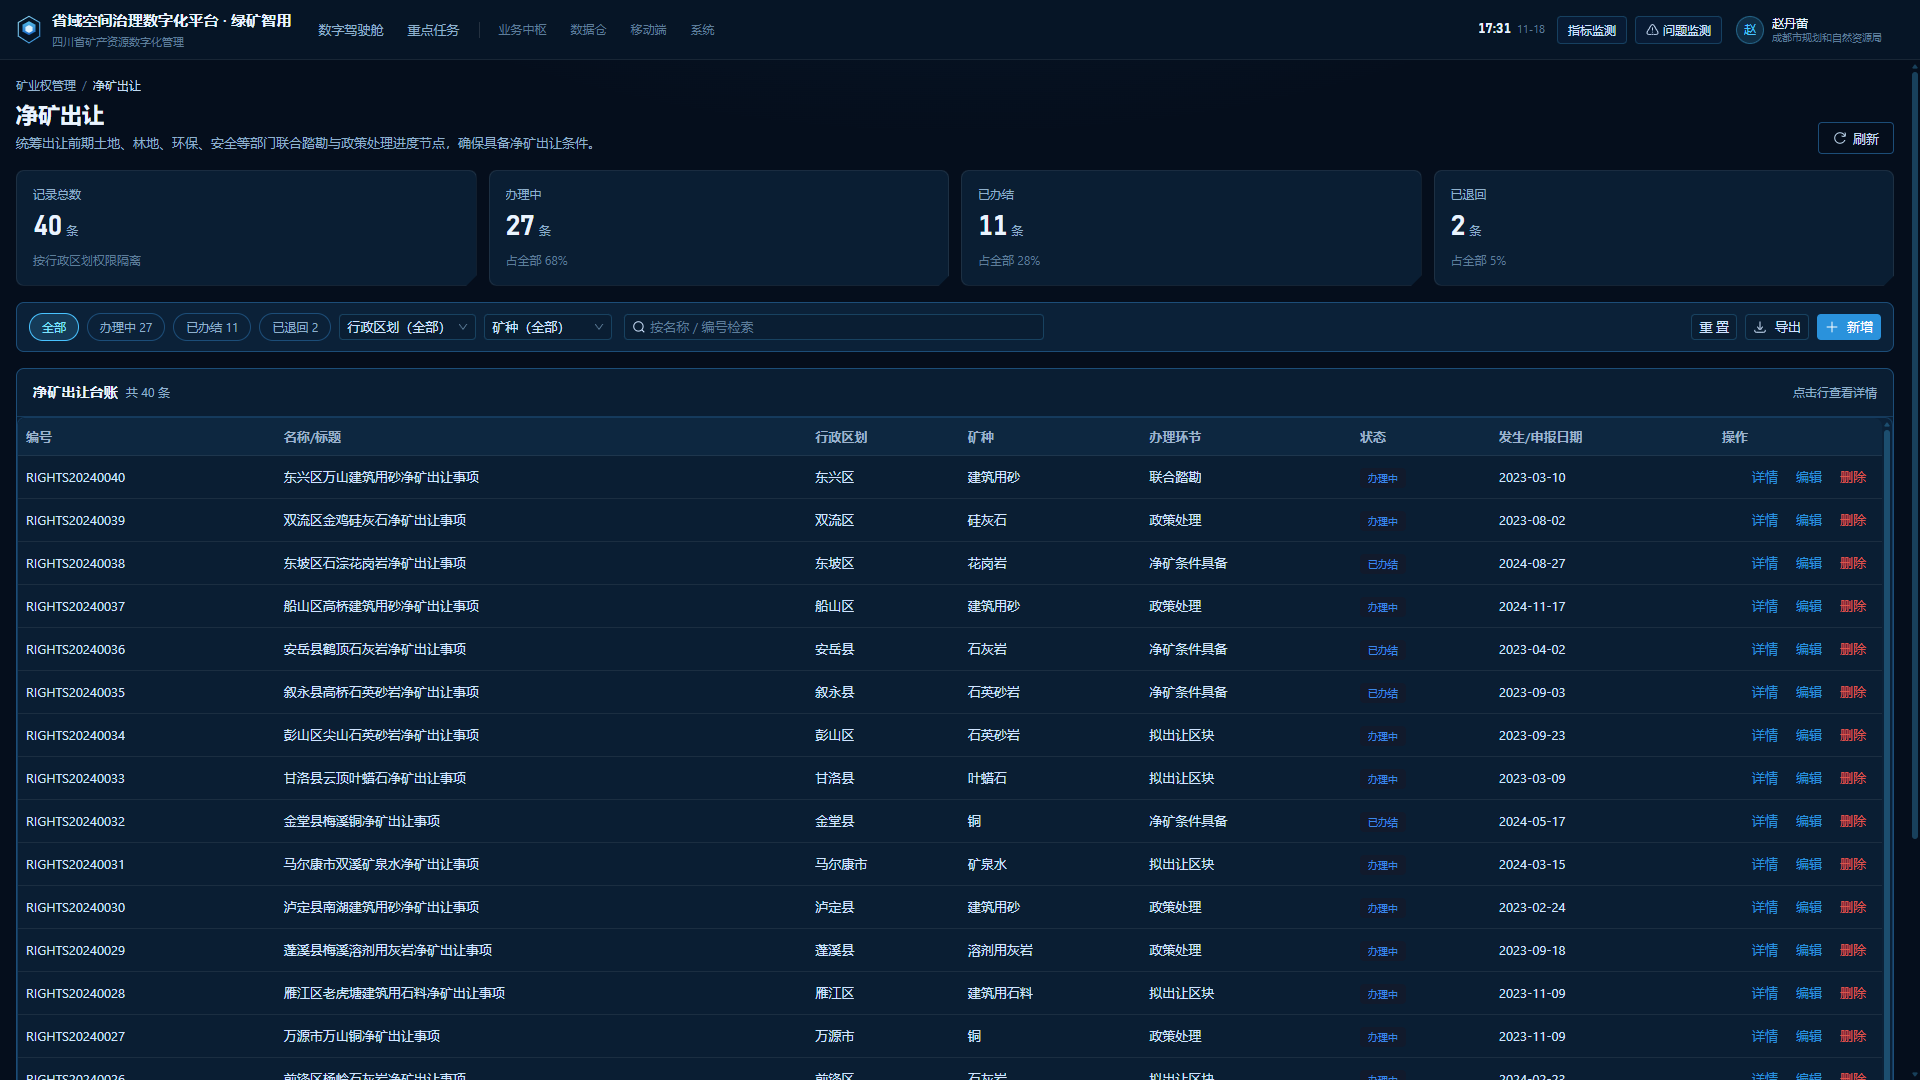 省域空间治理数字化平台 · 绿矿智用
四川省矿产资源数字化管理
数字驾驶舱 重点任务 业务中枢 数据仓 移动端 系统
17:31 11-18 指标监测 问题监测 赵 赵丹蕾
成都市规划和自然资源局
矿业权管理 / 净矿出让
净矿出让
统筹出让前期土地、林地、环保、安全等部门联合踏勘与政策处理进度节点，确保具备净矿出让条件。
刷新
记录总数
40 条
按行政区划权限隔离
办理中
27 条
占全部 68%
已办结
11 条
占全部 28%
已退回
2 条
占全部 5%
全部 办理中 27 已办结 11 已退回 2 行政区划（全部） 矿种（全部） 按名称 / 编号检索 重 置 导出 新增
净矿出让台账 共 40 条 点击行查看详情
编号 名称/标题 行政区划 矿种 办理环节 状态 发生/申报日期 操作
RIGHTS20240040 东兴区万山建筑用砂净矿出让事项 东兴区 建筑用砂 联合踏勘 办理中 2023-03-10 详情 编辑 删除
RIGHTS20240039 双流区金鸡硅灰石净矿出让事项 双流区 硅灰石 政策处理 办理中 2023-08-02 详情 编辑 删除
RIGHTS20240038 东坡区石淙花岗岩净矿出让事项 东坡区 花岗岩 净矿条件具备 已办结 2024-08-27 详情 编辑 删除
RIGHTS20240037 船山区高桥建筑用砂净矿出让事项 船山区 建筑用砂 政策处理 办理中 2024-11-17 详情 编辑 删除
RIGHTS20240036 安岳县鹤顶石灰岩净矿出让事项 安岳县 石灰岩 净矿条件具备 已办结 2023-04-02 详情 编辑 删除
RIGHTS20240035 叙永县高桥石英砂岩净矿出让事项 叙永县 石英砂岩 净矿条件具备 已办结 2023-09-03 详情 编辑 删除
RIGHTS20240034 彭山区尖山石英砂岩净矿出让事项 彭山区 石英砂岩 拟出让区块 办理中 2023-09-23 详情 编辑 删除
RIGHTS20240033 甘洛县云顶叶蜡石净矿出让事项 甘洛县 叶蜡石 拟出让区块 办理中 2023-03-09 详情 编辑 删除
RIGHTS20240032 金堂县梅溪铜净矿出让事项 金堂县 铜 净矿条件具备 已办结 2024-05-17 详情 编辑 删除
RIGHTS20240031 马尔康市双溪矿泉水净矿出让事项 马尔康市 矿泉水 拟出让区块 办理中 2024-03-15 详情 编辑 删除
RIGHTS20240030 泸定县南湖建筑用砂净矿出让事项 泸定县 建筑用砂 政策处理 办理中 2023-02-24 详情 编辑 删除
RIGHTS20240029 蓬溪县梅溪溶剂用灰岩净矿出让事项 蓬溪县 溶剂用灰岩 政策处理 办理中 2023-09-18 详情 编辑 删除
RIGHTS20240028 雁江区老虎塘建筑用石料净矿出让事项 雁江区 建筑用石料 拟出让区块 办理中 2023-11-09 详情 编辑 删除
RIGHTS20240027 万源市万山铜净矿出让事项 万源市 铜 政策处理 办理中 2023-11-09 详情 编辑 删除
RIGHTS20240026 前锋区杨岭石灰岩净矿出让事项 前锋区 石灰岩 拟出让区块 办理中 2024-02-23 详情 编辑 删除